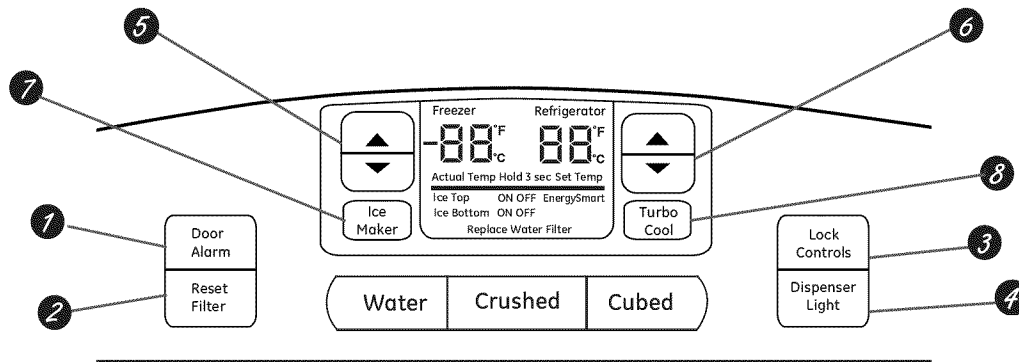 5
6
7
Freezer Refrigerator
-88°F °C 88°F °C
Actual Temp Hold 3 sec Set Temp
Ice Top ON OFF EnergySmart
Ice Bottom ON OFF
Replace Water Filter
Ice
Maker
Turbo
Cool
8
1
Door
Alarm
Reset
Filter
2
Lock
Controls
3
Dispenser
Light
4
Water Crushed Cubed